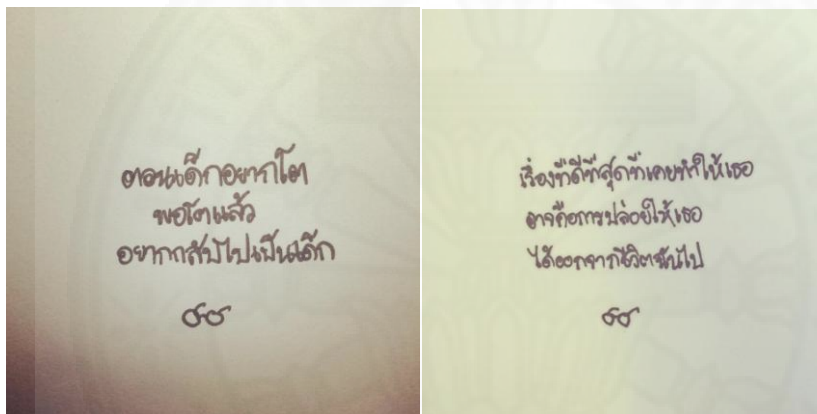 ตอนเด็กอยากโต
พอโตแล้ว
อยากกลับไปเป็นเด็ก
เรื่องที่ดีที่สุดที่เคยทำให้เธอ
อาจคือการปล่อยให้เธอ
ได้ออกจากชีวิตฉันไป